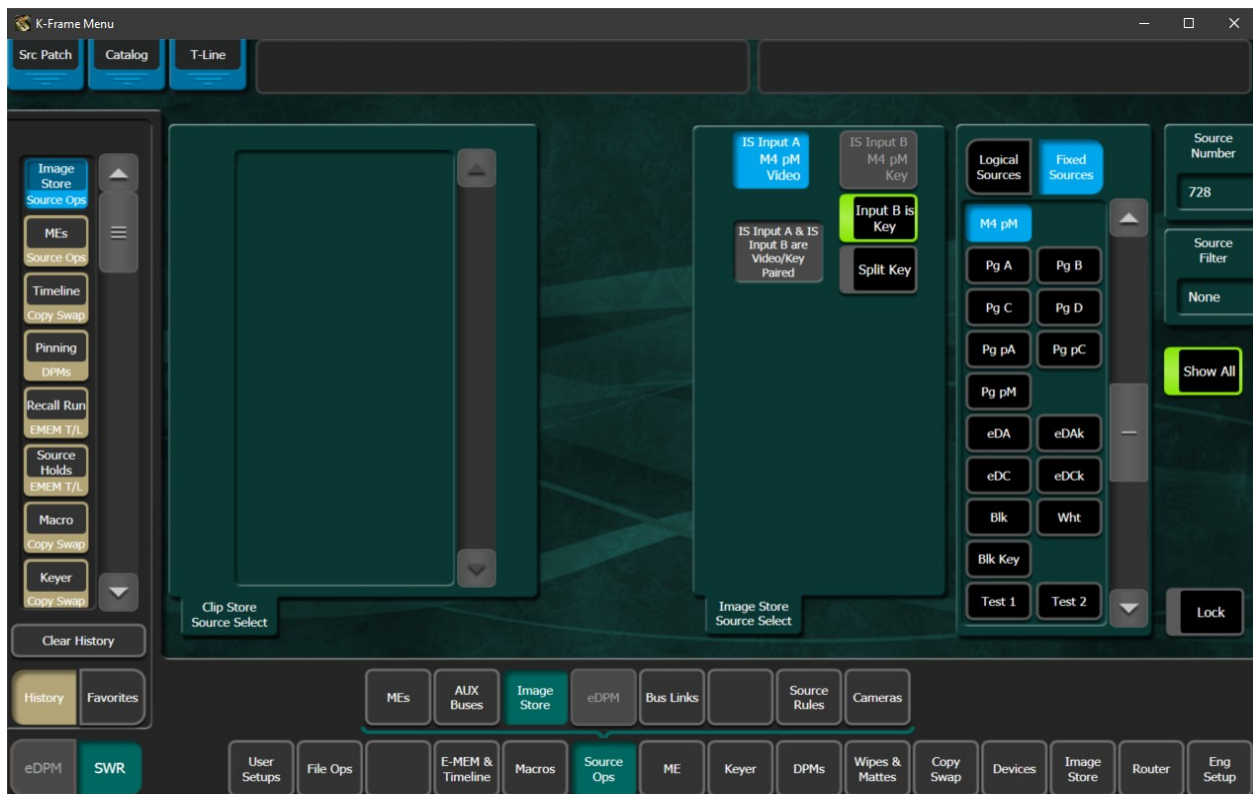 K-Frame Menu
Src Patch
Catalog
T-Line
Image
Store
Source Ops
MEs
Source Ops
Timeline
Copy Swap
Pinning
DPMs
Recall Run
EMEM T/L
Source
Holds
EMEM T/L
Macro
Copy Swap
Keyer
Copy Swap
Clear History
History
Favorites
Clip Store
Source Select
IS Input A
M4 pM
Video
IS Input B
M4 pM
Key
Input B is
Key
IS Input A & IS
Input B are
Video/Key
Paired
Split Key
Image Store
Source Select
Logical
Sources
Fixed
Sources
M4 pM
Pg A
Pg B
Pg C
Pg D
Pg pA
Pg pC
Pg pM
eDA
eDAk
eDC
eDCk
Blk
Wht
Blk Key
Test 1
Test 2
Source
Number
728
Source
Filter
None
Show All
Lock
MEs
AUX
Buses
Image
Store
eDPM
Bus Links
Source
Rules
Cameras
eDPM
SWR
User
Setups
File Ops
E-MEM &
Timeline
Macros
Source
Ops
ME
Keyer
DPMs
Wipes &
Mattes
Copy
Swap
Devices
Image
Store
Router
Eng
Setup